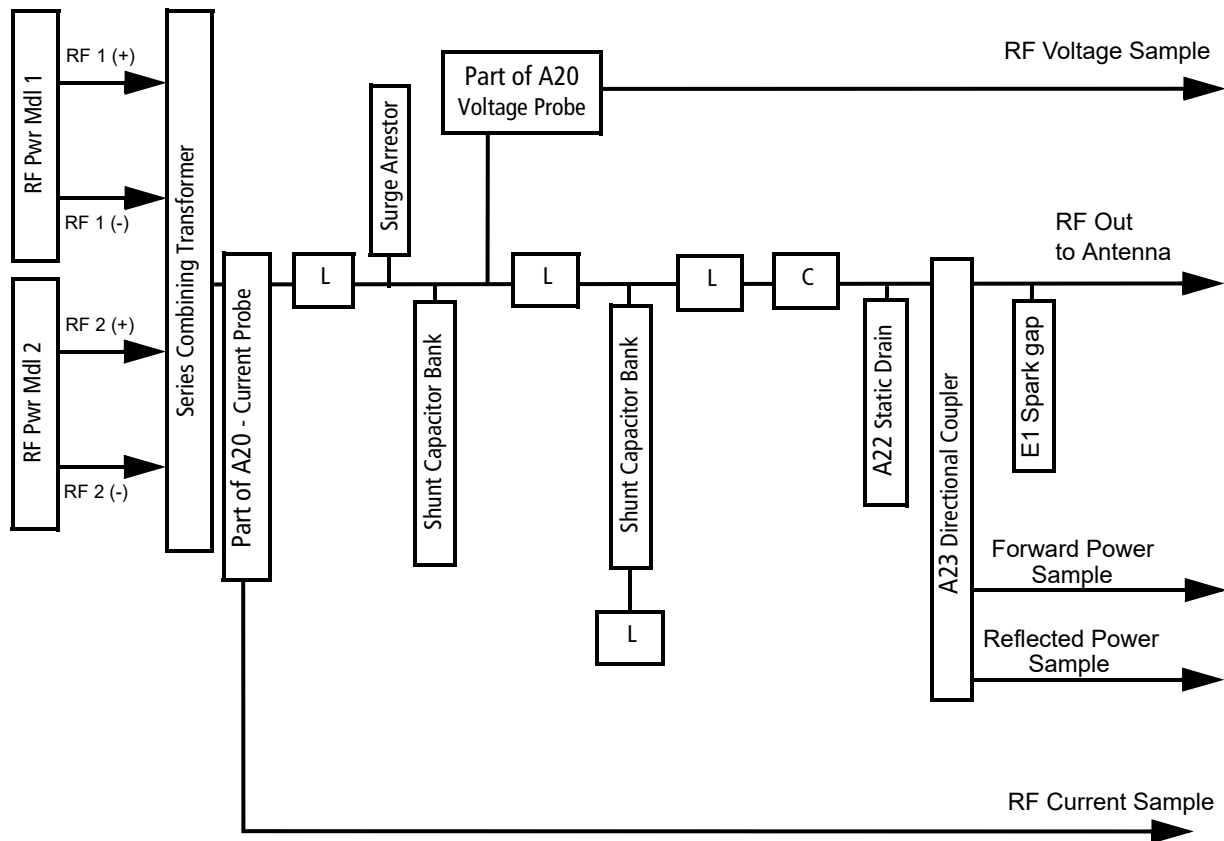 RF Pwr Mdl 1
RF 1 (+)
RF 1 (-)
RF Pwr Mdl 2
RF 2 (+)
RF 2 (-)
Series Combining Transformer
Part of A20 - Current Probe
L
Surge Arrestor
Shunt Capacitor Bank
Part of A20
Voltage Probe
RF Voltage Sample
L
Shunt Capacitor Bank
L
L
C
A22 Static Drain
A23 Directional Coupler
RF Out
to Antenna
E1 Spark gap
Forward Power
Sample
Reflected Power
Sample
RF Current Sample